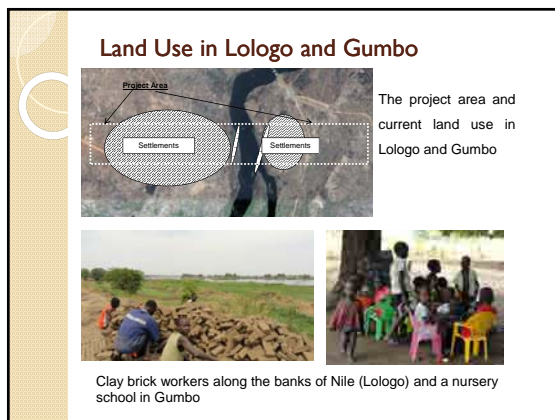 Land Use in Lologo and Gumbo
Project Area
Settlements
Settlements
The project area and
current land use in
Lologo and Gumbo
Clay brick workers along the banks of Nile (Lologo) and a nursery
school in Gumbo